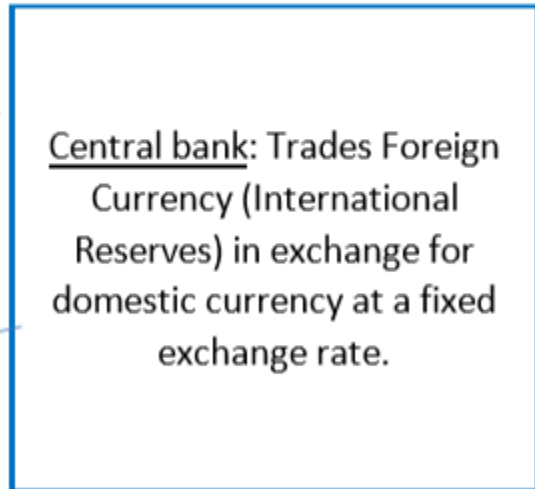 Central bank: Trades Foreign
Currency (International
Reserves) in exchange for
domestic currency at a fixed
exchange rate.